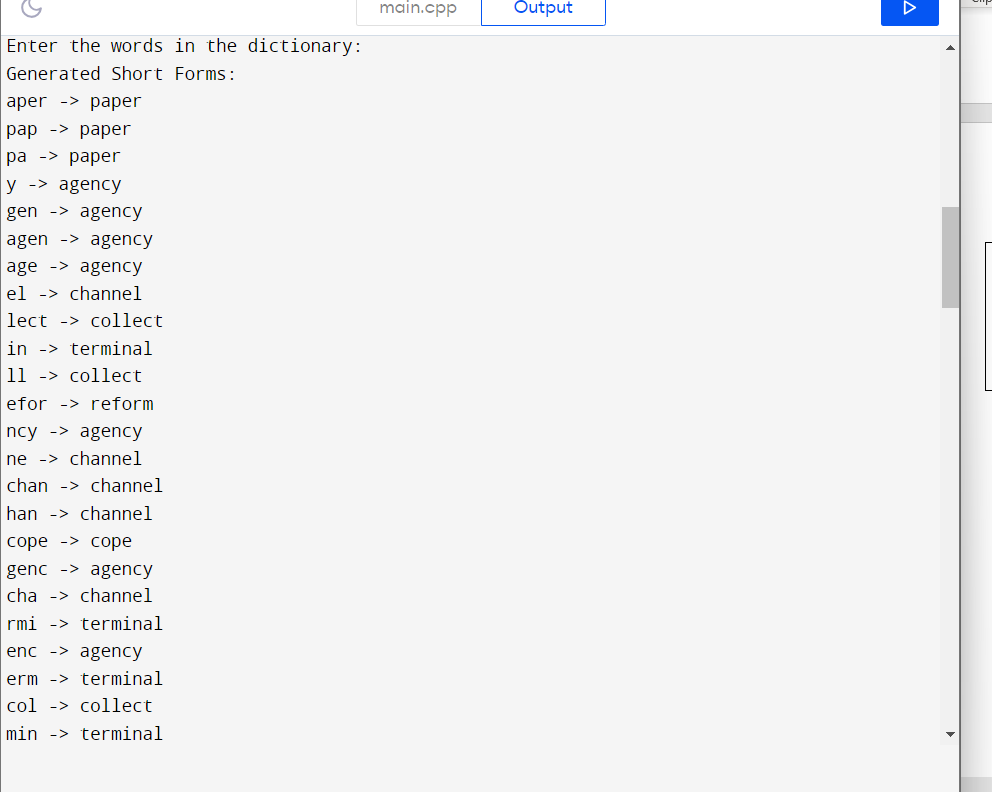 main.cpp Output
Enter the words in the dictionary:
Generated Short Forms:
aper -> paper
pap -> paper
pa -> paper
y -> agency
gen -> agency
agen -> agency
age -> agency
el -> channel
lect -> collect
in -> terminal
ll -> collect
efor -> reform
ncy -> agency
ne -> channel
chan -> channel
han -> channel
cope -> cope
genc -> agency
cha -> channel
rmi -> terminal
enc -> agency
erm -> terminal
col -> collect
min -> terminal